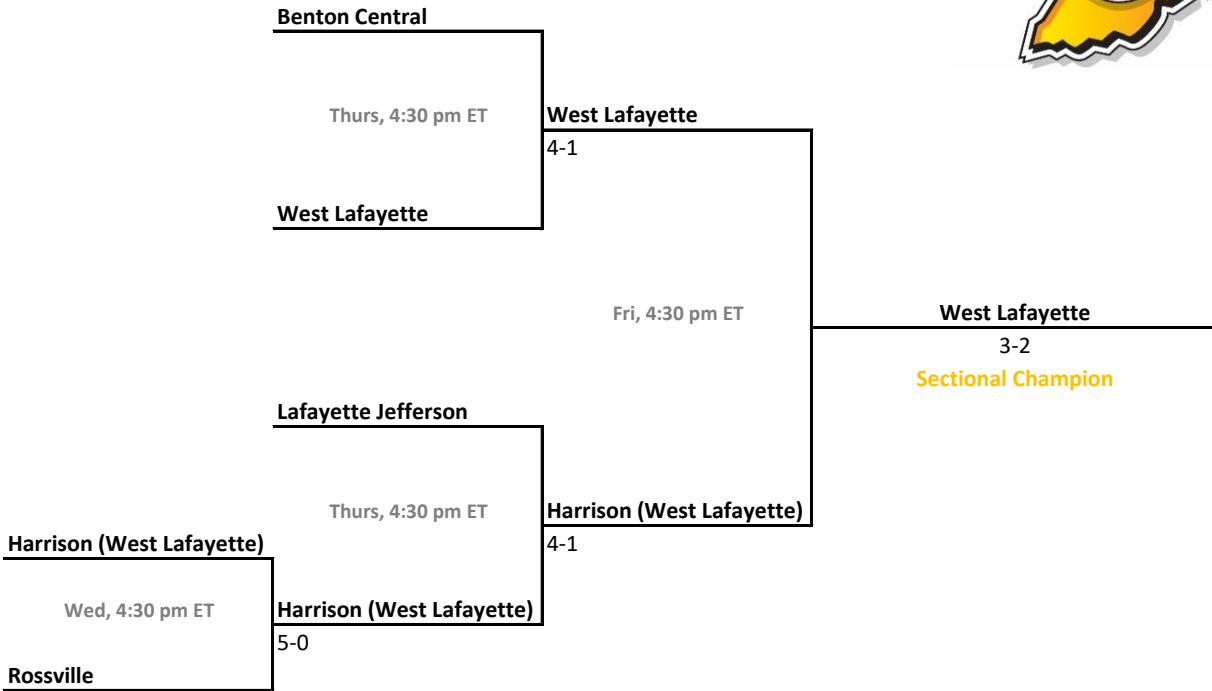 Benton Central
Thurs, 4:30 pm ET
West Lafayette
4-1
West Lafayette
Fri, 4:30 pm ET
West Lafayette
3-2
Sectional Champion
Lafayette Jefferson
Thurs, 4:30 pm ET
Harrison (West Lafayette)
4-1
Harrison (West Lafayette)
Wed, 4:30 pm ET
Harrison (West Lafayette)
5-0
Rossville